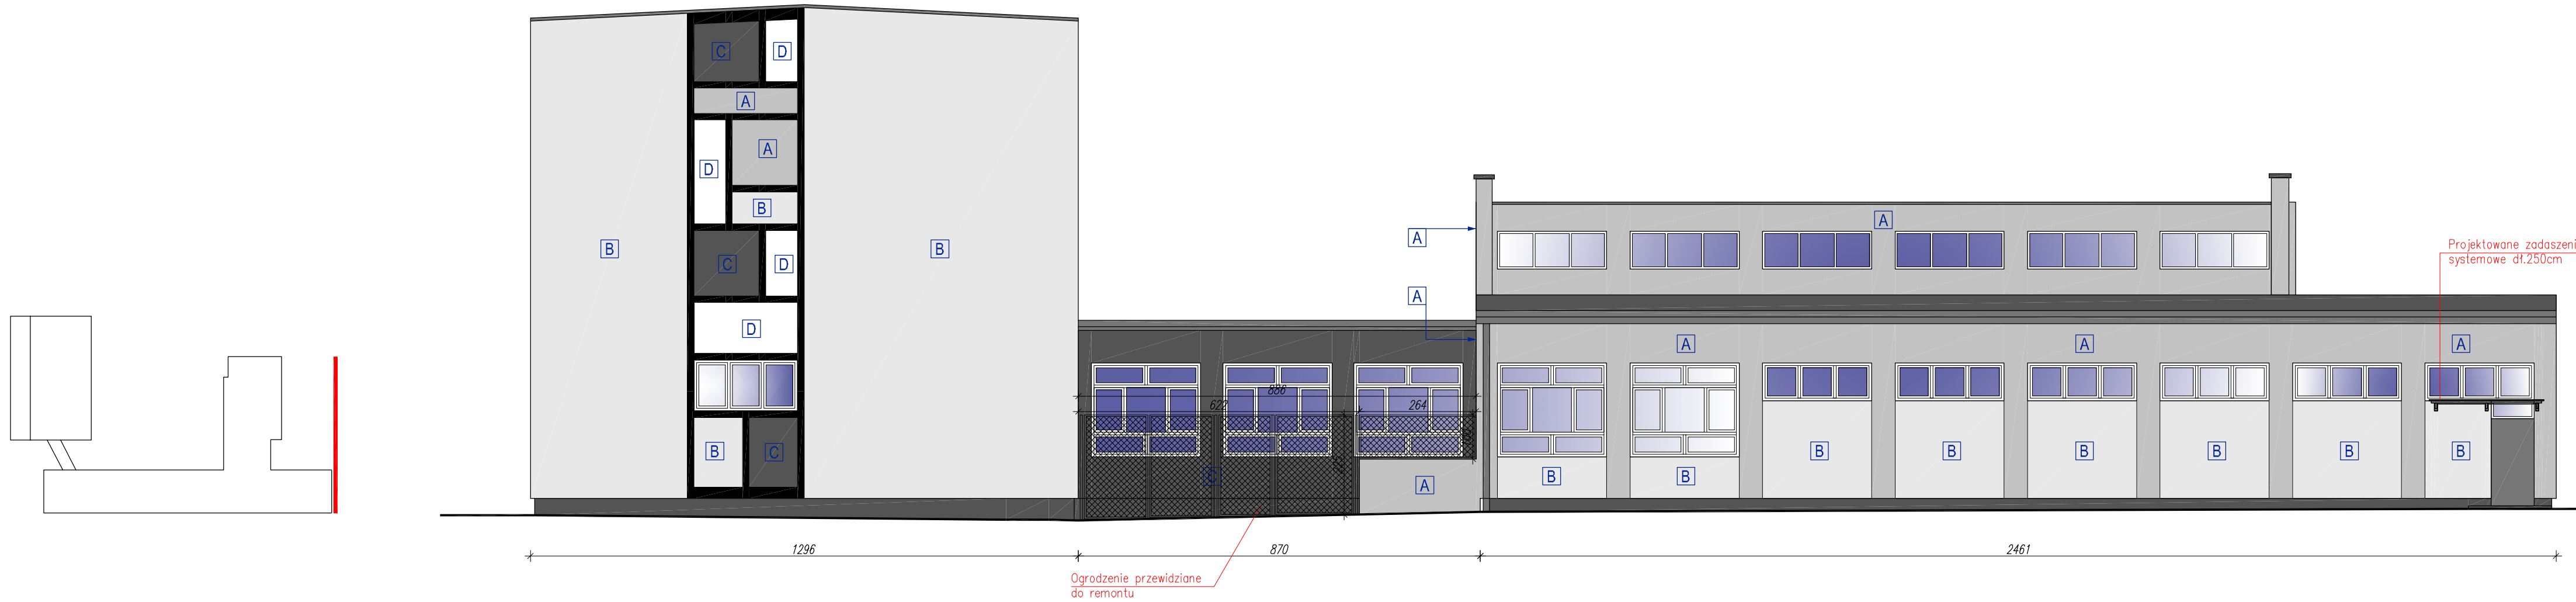 C
D
A
A
D
B
B
B
C
D
D
B
C
A
A
A
Projektowane zadaszeni
systemowe dł.250cm
A
A
A
886
622
264
C
A
B
B
B
B
B
B
B
B
1296
870
2461
Ogrodzenie przewidziane
do remontu